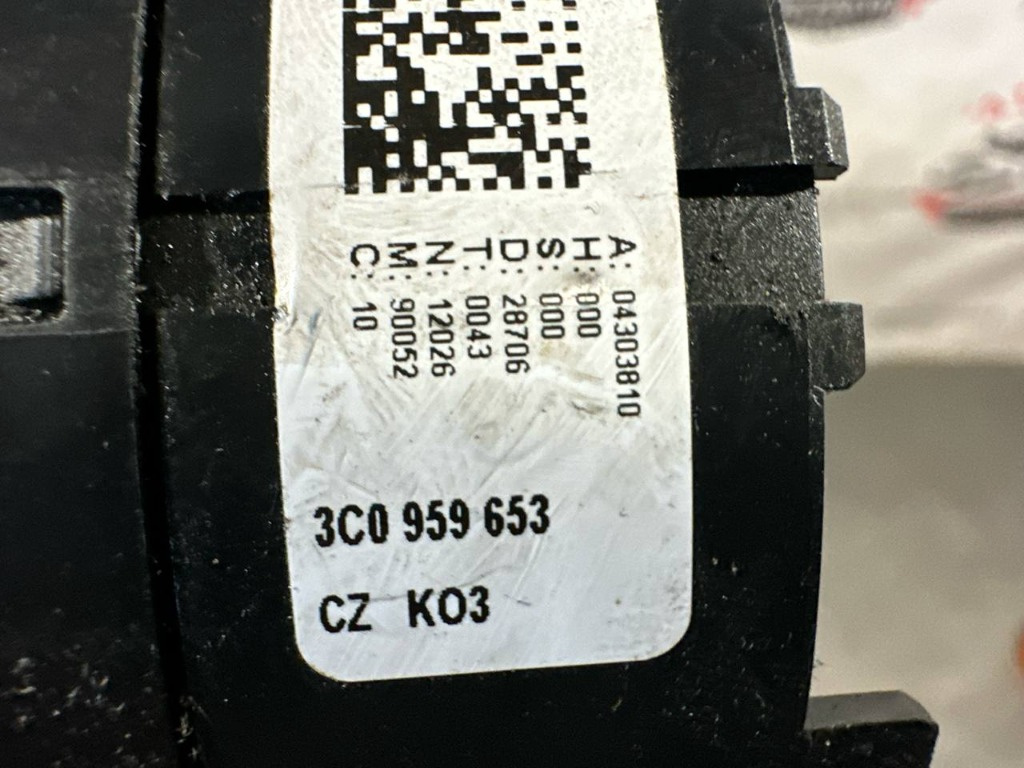 A: 04303810
H: 000
S: 000
D: 28706
T: 0043
N: 12026
M: 90052
C: 10
3C0 959 653
CZ KO3